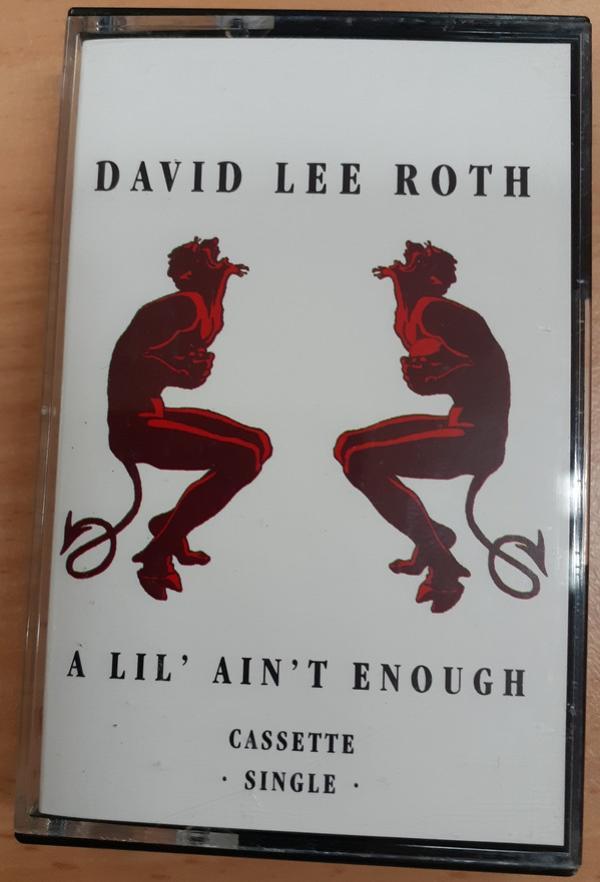 DAVID LEE ROTH
A LIL' AIN'T ENOUGH
CASSETTE
· SINGLE ·